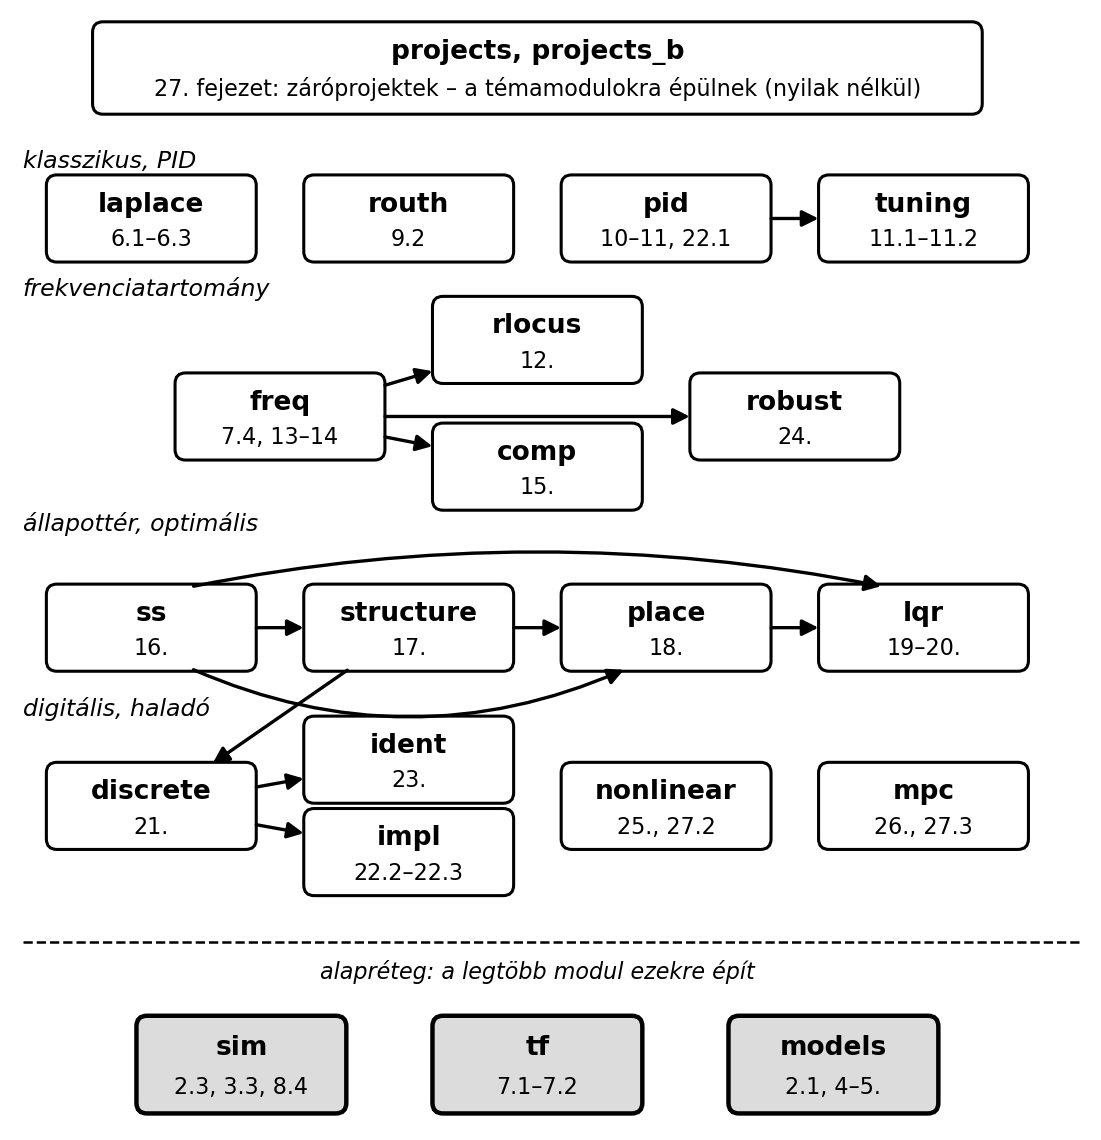 projects, projects_b
27. fejezet: záróprojektek – a témamodulokra épülnek (nyilak nélkül)
klasszikus, PID
laplace
6.1–6.3
routh
9.2
pid
10–11, 22.1
tuning
11.1–11.2
frekvenciatartomány
rlocus
12.
freq
7.4, 13–14
robust
24.
comp
15.
állapottér, optimális
ss
16.
structure
17.
place
18.
lqr
19–20.
digitális, haladó
ident
23.
discrete
21.
nonlinear
25., 27.2
mpc
26., 27.3
impl
22.2–22.3
alapréteg: a legtöbb modul ezekre épít
sim
2.3, 3.3, 8.4
tf
7.1–7.2
models
2.1, 4–5.